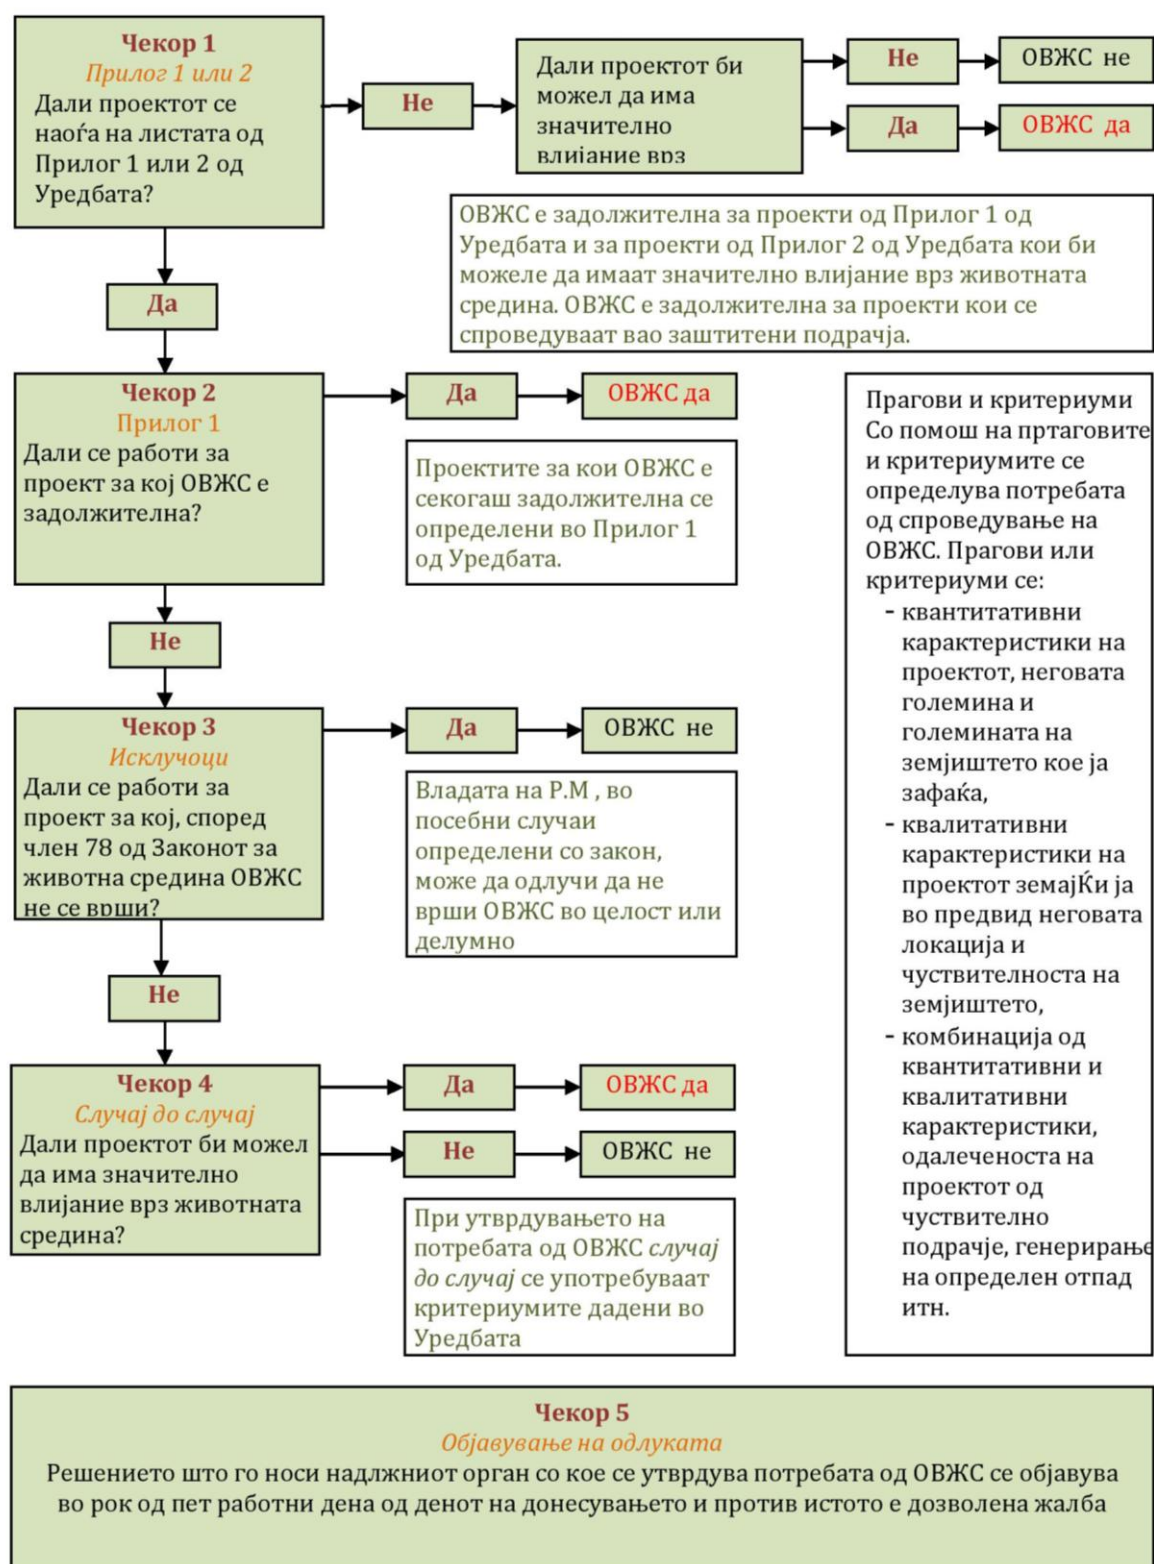 Чекор 1
Прилог 1 или 2
Дали проектот се
наоѓа на листата од
Прилог 1 или 2 од
Уредбата?
Не
Дали проектот би
можел да има
значително
влијание врз
Не
ОВЖС не
Да
ОВЖС да
ОВЖС е задолжителна за проекти од Прилог 1 од
Уредбата и за проекти од Прилог 2 од Уредбата кои би
можеле да имаат значително влијание врз животната
средина. ОВЖС е задолжителна за проекти кои се
спроведуваат вао заштитени подрачја.
Да
Чекор 2
Прилог 1
Дали се работи за
проект за кој ОВЖС е
задолжителна?
Да
ОВЖС да
Проектите за кои ОВЖС е
секогаш задолжителна се
определени во Прилог 1
од Уредбата.
Не
Чекор 3
Исклучоци
Дали се работи за
проект за кој, според
член 78 од Законот за
животна средина ОВЖС
не се врши?
Да
ОВЖС не
Владата на Р.М , во
посебни случаи
определени со закон,
може да одлучи да не
врши ОВЖС во целост или
делумно
Не
Чекор 4
Случај до случај
Дали проектот би можел
да има значително
влијание врз животната
средина?
Да
ОВЖС да
Не
ОВЖС не
При утврдувањето на
потребата од ОВЖС случај
до случај се употребуваат
критериумите дадени во
Уредбата
Прагови и критериуми
Со помош на пртаговите
и критериумите се
определува потребата
од спроведување на
ОВЖС. Прагови или
критериуми се:
- квантитативни
карактеристики на
проектот, неговата
големина и
големината на
земјиштето кое ја
зафаќа,
- квалитативни
карактеристики на
проектот земајЌи ја
во предвид неговата
локација и
чуствителноста на
земјиштето,
- комбинација од
квантитативни и
квалитативни
карактеристики,
одалеченоста на
проектот од
чуствително
подрачје, генерирање
на определен отпад
итн.
Чекор 5
Објавување на одлуката
Решението што го носи надлжниот орган со кое се утврдува потребата од ОВЖС се објавува
во рок од пет работни дена од денот на донесувањето и против истото е дозволена жалба